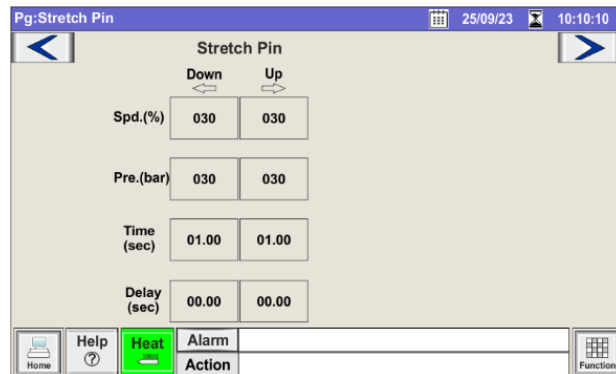 Pg:Stretch Pin 25/09/23 10:10:10
Stretch Pin
Down Up
Spd.(%) 030 030
Pre.(bar) 030 030
Time
(sec) 01.00 01.00
Delay
(sec) 00.00 00.00
Home Help ? Heat Alarm Function
Action